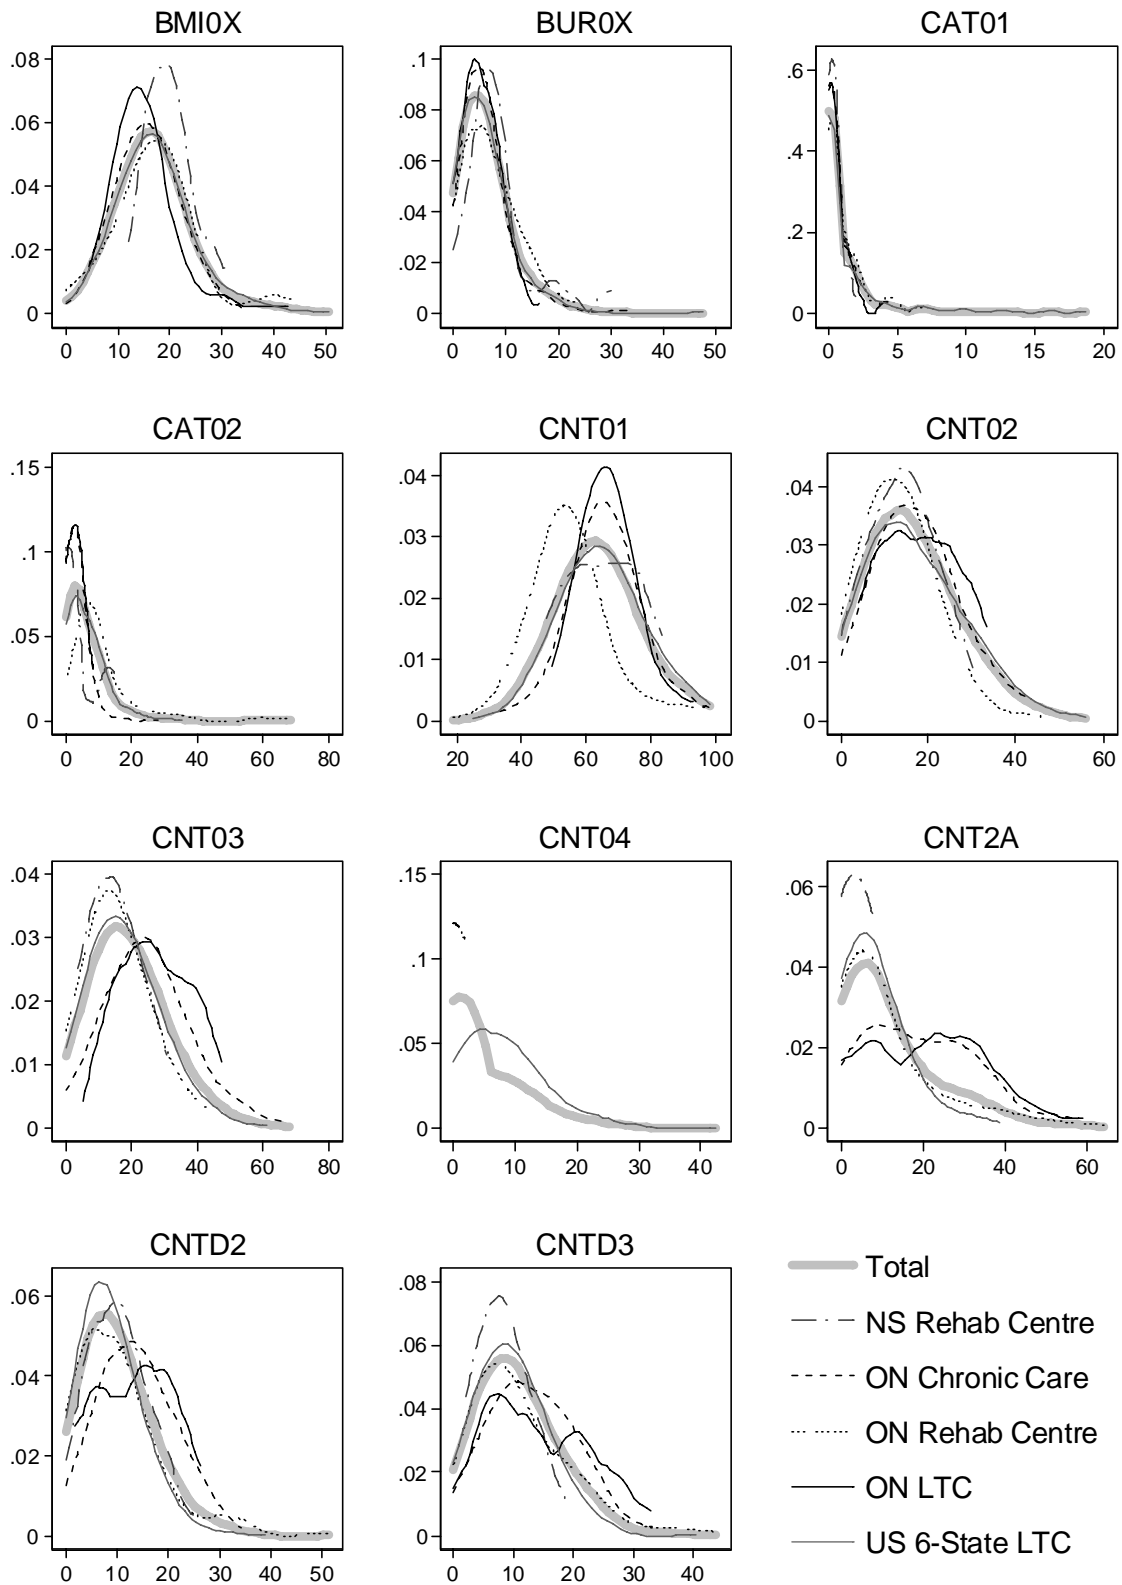 BMI0X
BUR0X
CAT01
.08
.06
.04
.02
0
0 10 20 30 40 50
.1
.08
.06
.04
.02
0
0 10 20 30 40 50
.6
.4
.2
0
0 5 10 15 20
CAT02
CNT01
CNT02
.15
.1
.05
0
0 20 40 60 80
.04
.03
.02
.01
0
20 40 60 80 100
.04
.03
.02
.01
0
0 20 40 60
CNT03
CNT04
CNT2A
.04
.03
.02
.01
0
0 20 40 60 80
.15
.1
.05
0
0 10 20 30 40
.06
.04
.02
0
0 20 40 60
CNTD2
CNTD3
.06
.04
.02
0
0 10 20 30 40 50
.08
.06
.04
.02
0
0 10 20 30 40
Total
NS Rehab Centre
ON Chronic Care
ON Rehab Centre
ON LTC
US 6-State LTC